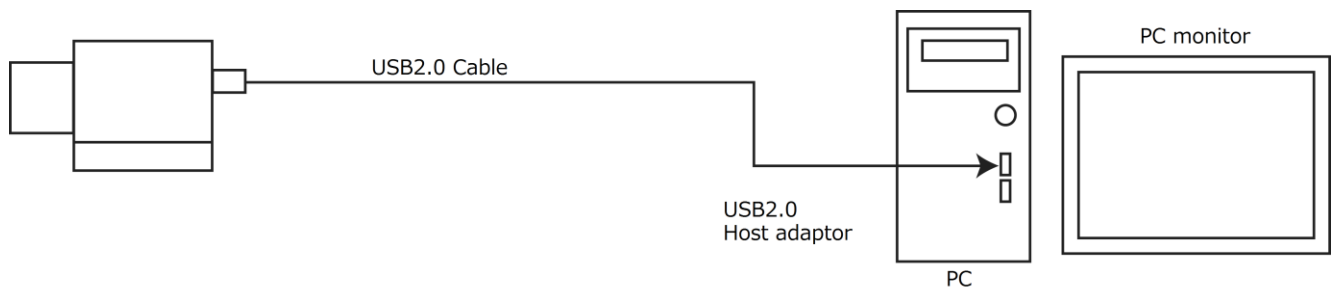 PC monitor
USB2.0 Cable
USB2.0
Host adaptor
PC